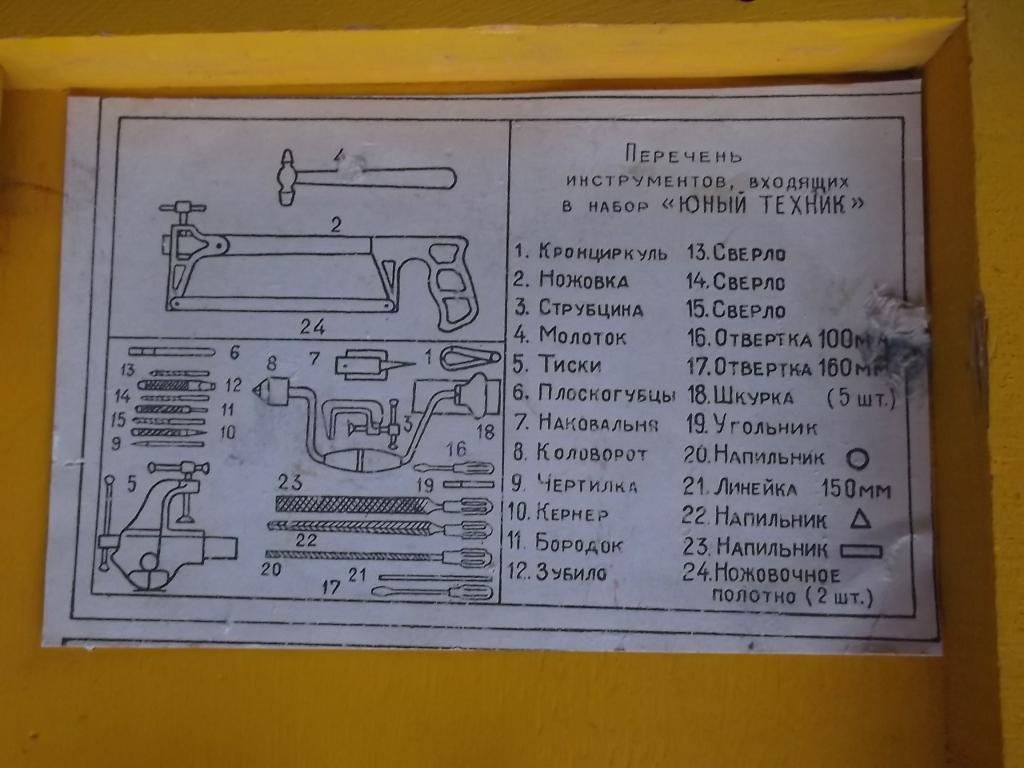 4
2
24
6
13
12
14
11
15
10
9
8
7
1
3
18
16
19
5
23
22
20
21
17
ПЕРЕЧЕНЬ
ИНСТРУМЕНТОВ, ВХОДЯЩИХ
В НАБОР «ЮНЫЙ ТЕХНИК»
1. КРОНЦИРКУЛЬ
2. НОЖОВКА
3. СТРУБЦИНА
4. МОЛОТОК
5. ТИСКИ
6. ПЛОСКОГУБЦЫ
7. НАКОВАЛЬНЯ
8. КОЛОВОРОТ
9. ЧЕРТИЛКА
10. КЕРНЕР
11. БОРОДОК
12. ЗУБИЛО
13. СВЕРЛО
14. СВЕРЛО
15. СВЕРЛО
16. ОТВЕРТКА 100мм
17. ОТВЕРТКА 160мм
18. ШКУРКА (5 шт.)
19. УГОЛЬНИК
20. НАПИЛЬНИК
21. ЛИНЕЙКА 150мм
22. НАПИЛЬНИК
23. НАПИЛЬНИК
24. НОЖОВОЧНОЕ
ПОЛОТНО (2 шт.)